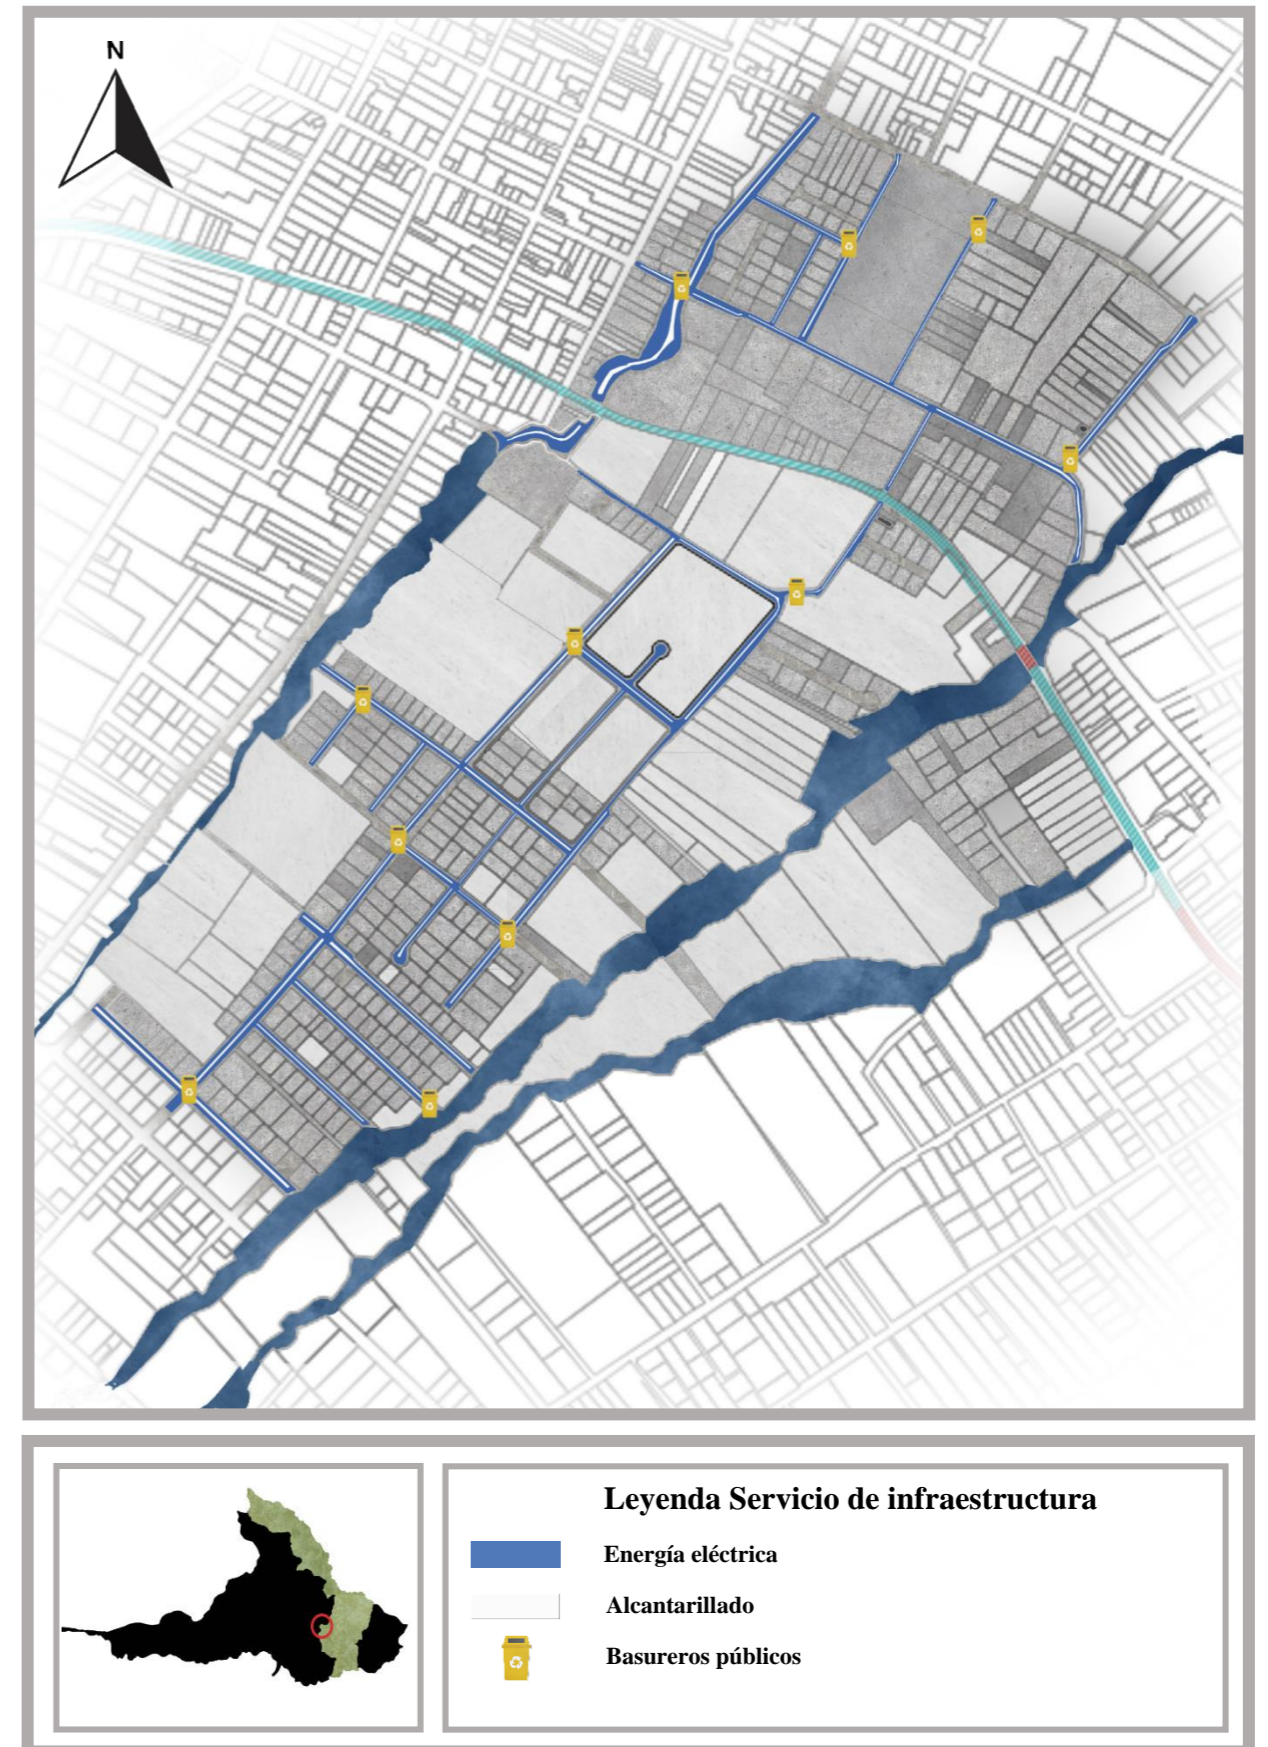 N
Leyenda Servicio de infraestructura
Energía eléctrica
Alcantarillado
Basureros públicos